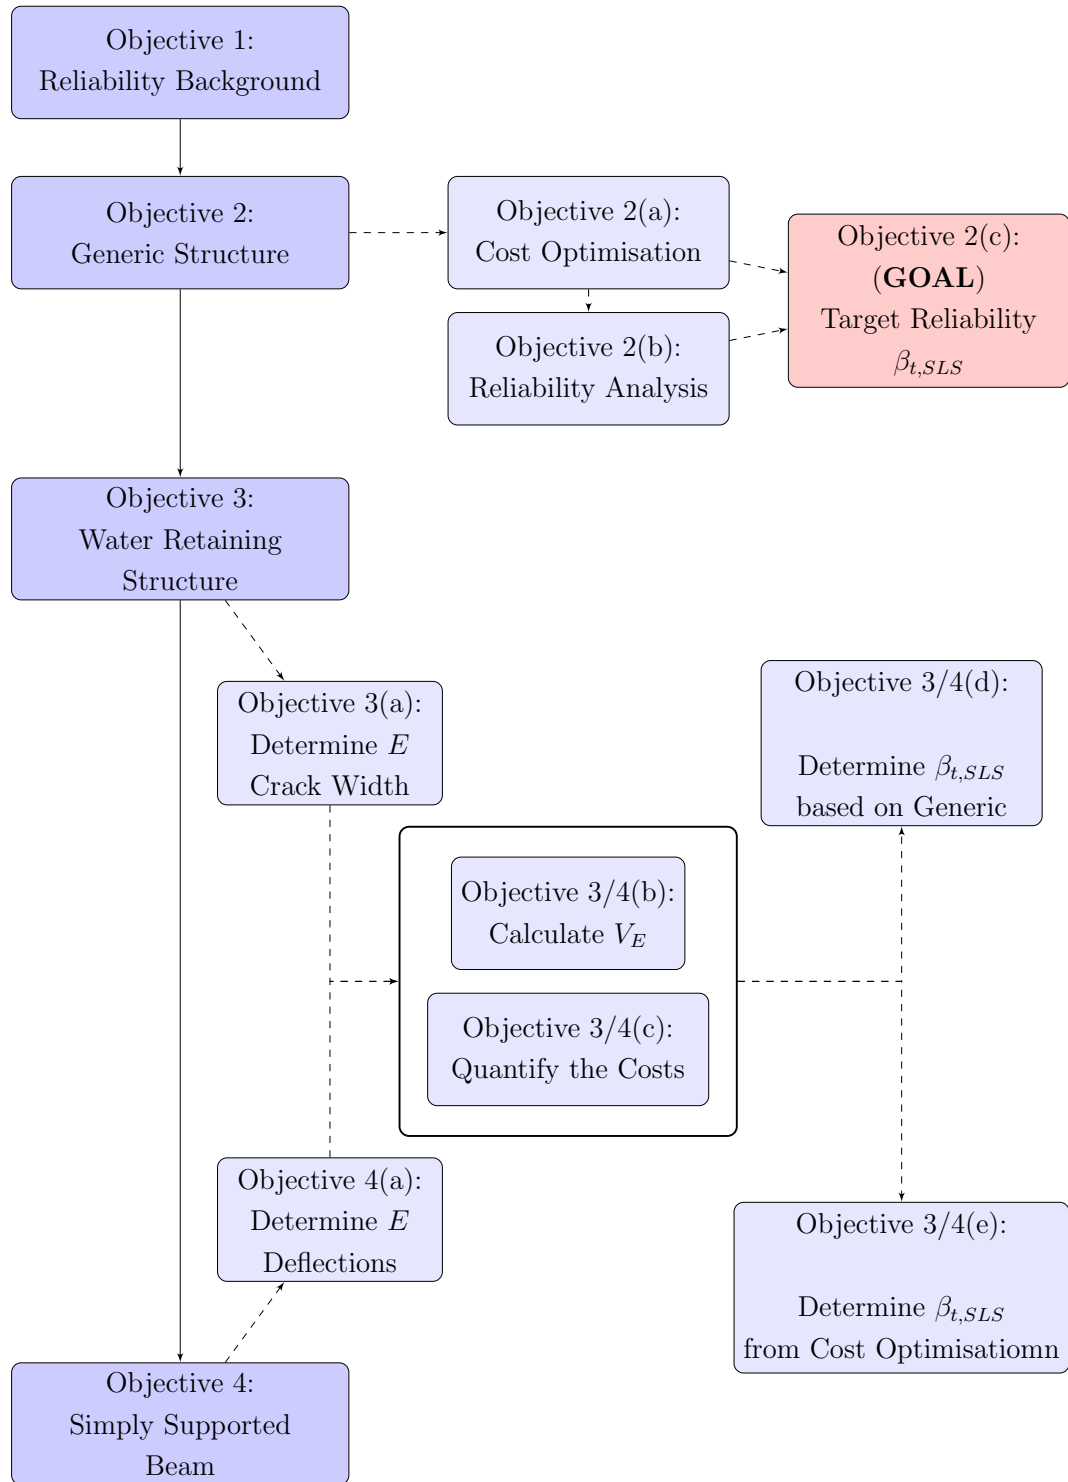 Objective 1:
Reliability Background
Objective 2:
Generic Structure
Objective 2(a):
Cost Optimisation
Objective 2(b):
Reliability Analysis
Objective 2(c):
(GOAL)
Target Reliability
β_{t,SLS}
Objective 3:
Water Retaining
Structure
Objective 3(a):
Determine E
Crack Width
Objective 3/4(b):
Calculate V_E
Objective 3/4(c):
Quantify the Costs
Objective 3/4(d):
Determine β_{t,SLS}
based on Generic
Objective 4(a):
Determine E
Deflections
Objective 3/4(e):
Determine β_{t,SLS}
from Cost Optimisatiomn
Objective 4:
Simply Supported
Beam